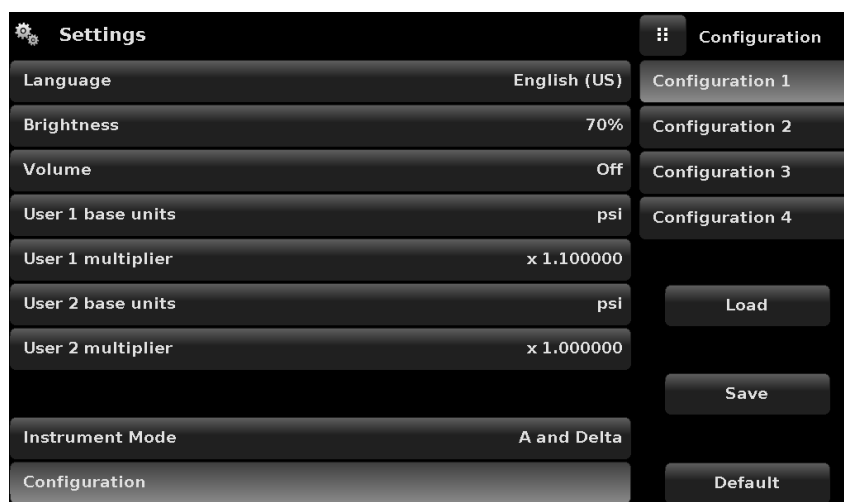 Settings
Language English (US)
Brightness 70%
Volume Off
User 1 base units psi
User 1 multiplier x 1.100000
User 2 base units psi
User 2 multiplier x 1.000000
Instrument Mode A and Delta
Configuration
Configuration
Configuration 1
Configuration 2
Configuration 3
Configuration 4
Load
Save
Default